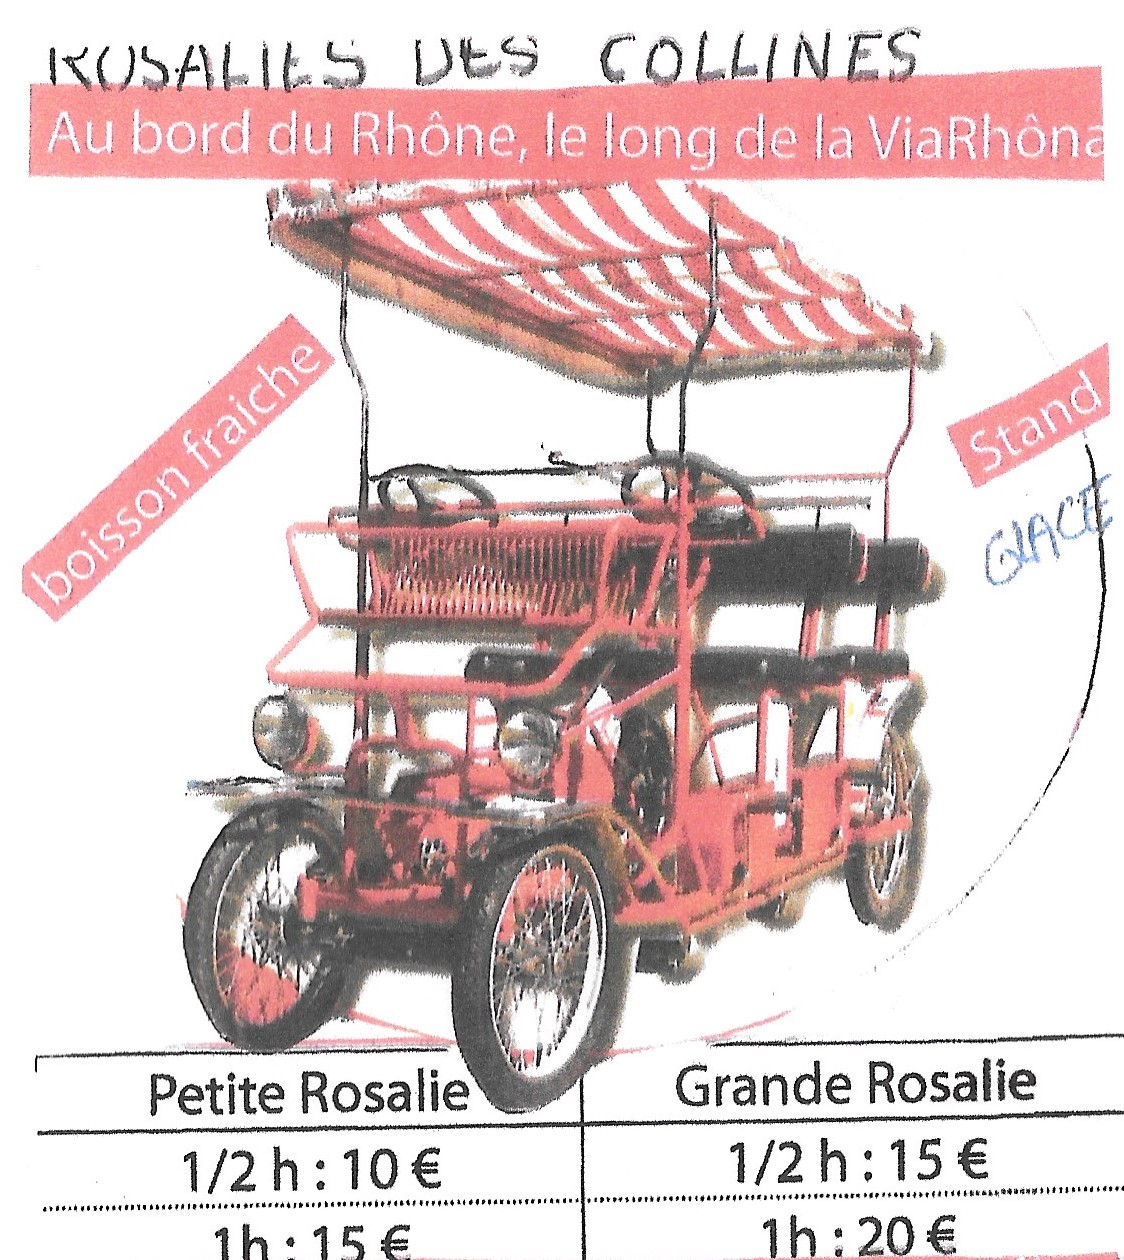 ROSALIES DES COLLINES
Au bord du Rhône, le long de la ViaRhôna
boisson fraiche
Stand
GLACE
Petite Rosalie
Grande Rosalie
1/2 h : 10 €
1/2 h : 15 €
1h : 15 €
1h : 20 €